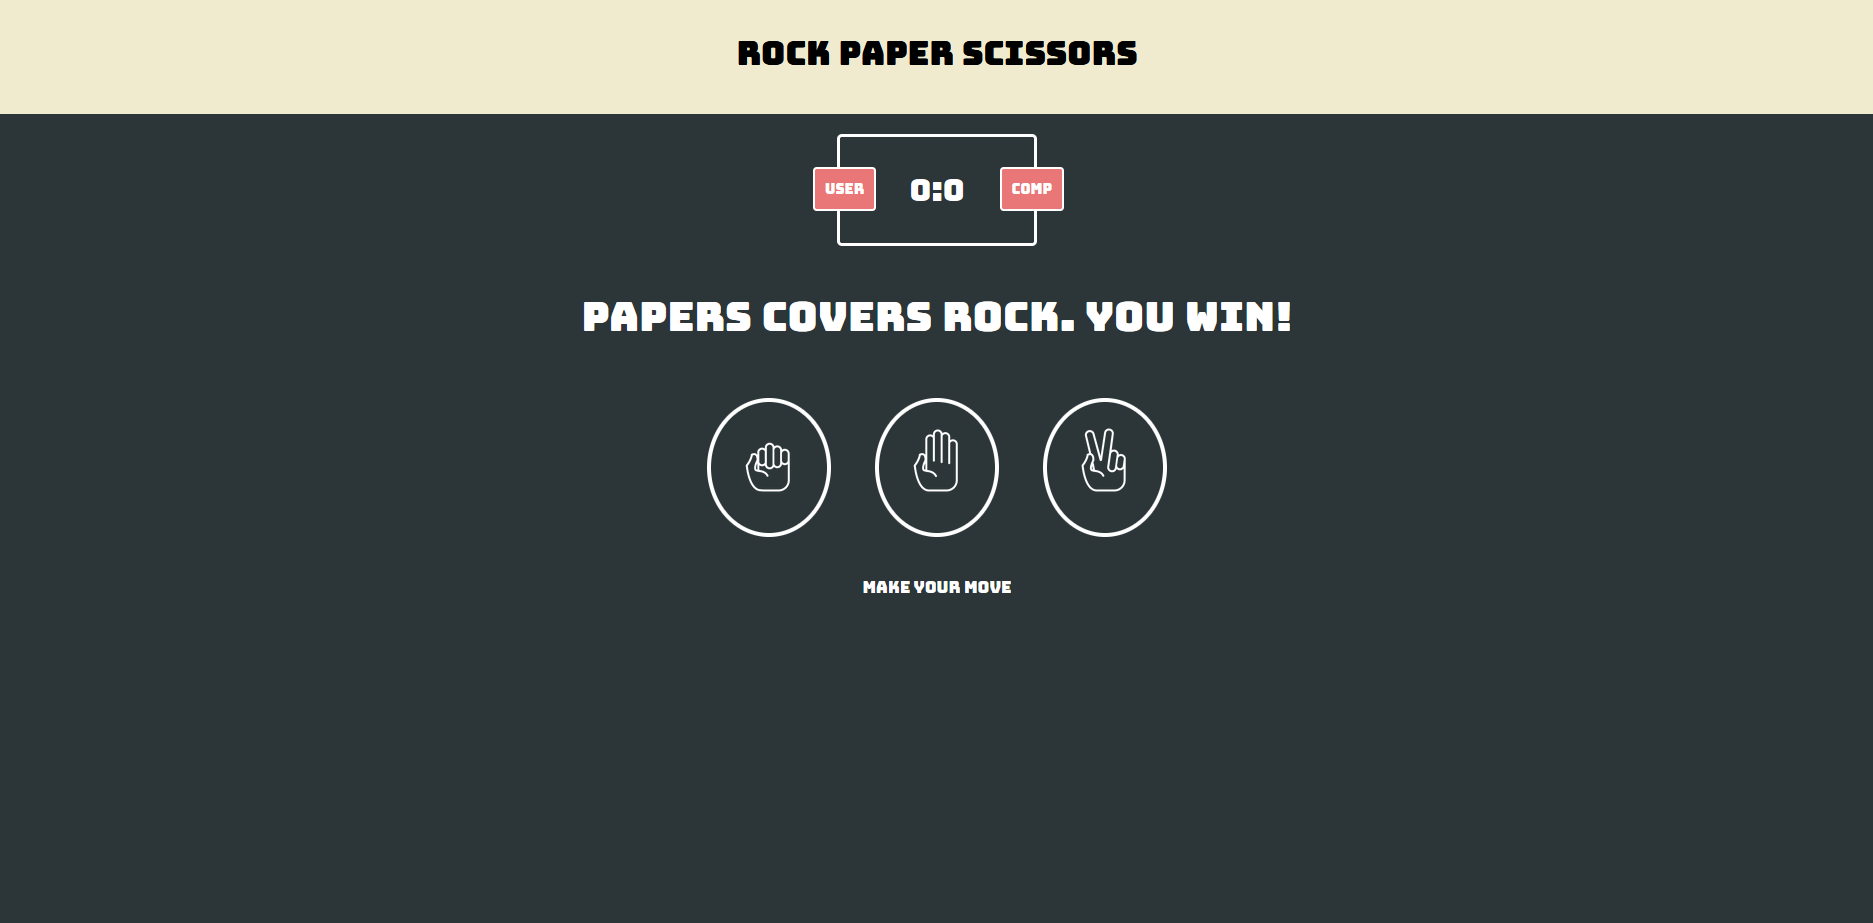 ROCK PAPER SCISSORS
USER 0:0 COMP
PAPERS COVERS ROCK. YOU WIN!
MAKE YOUR MOVE